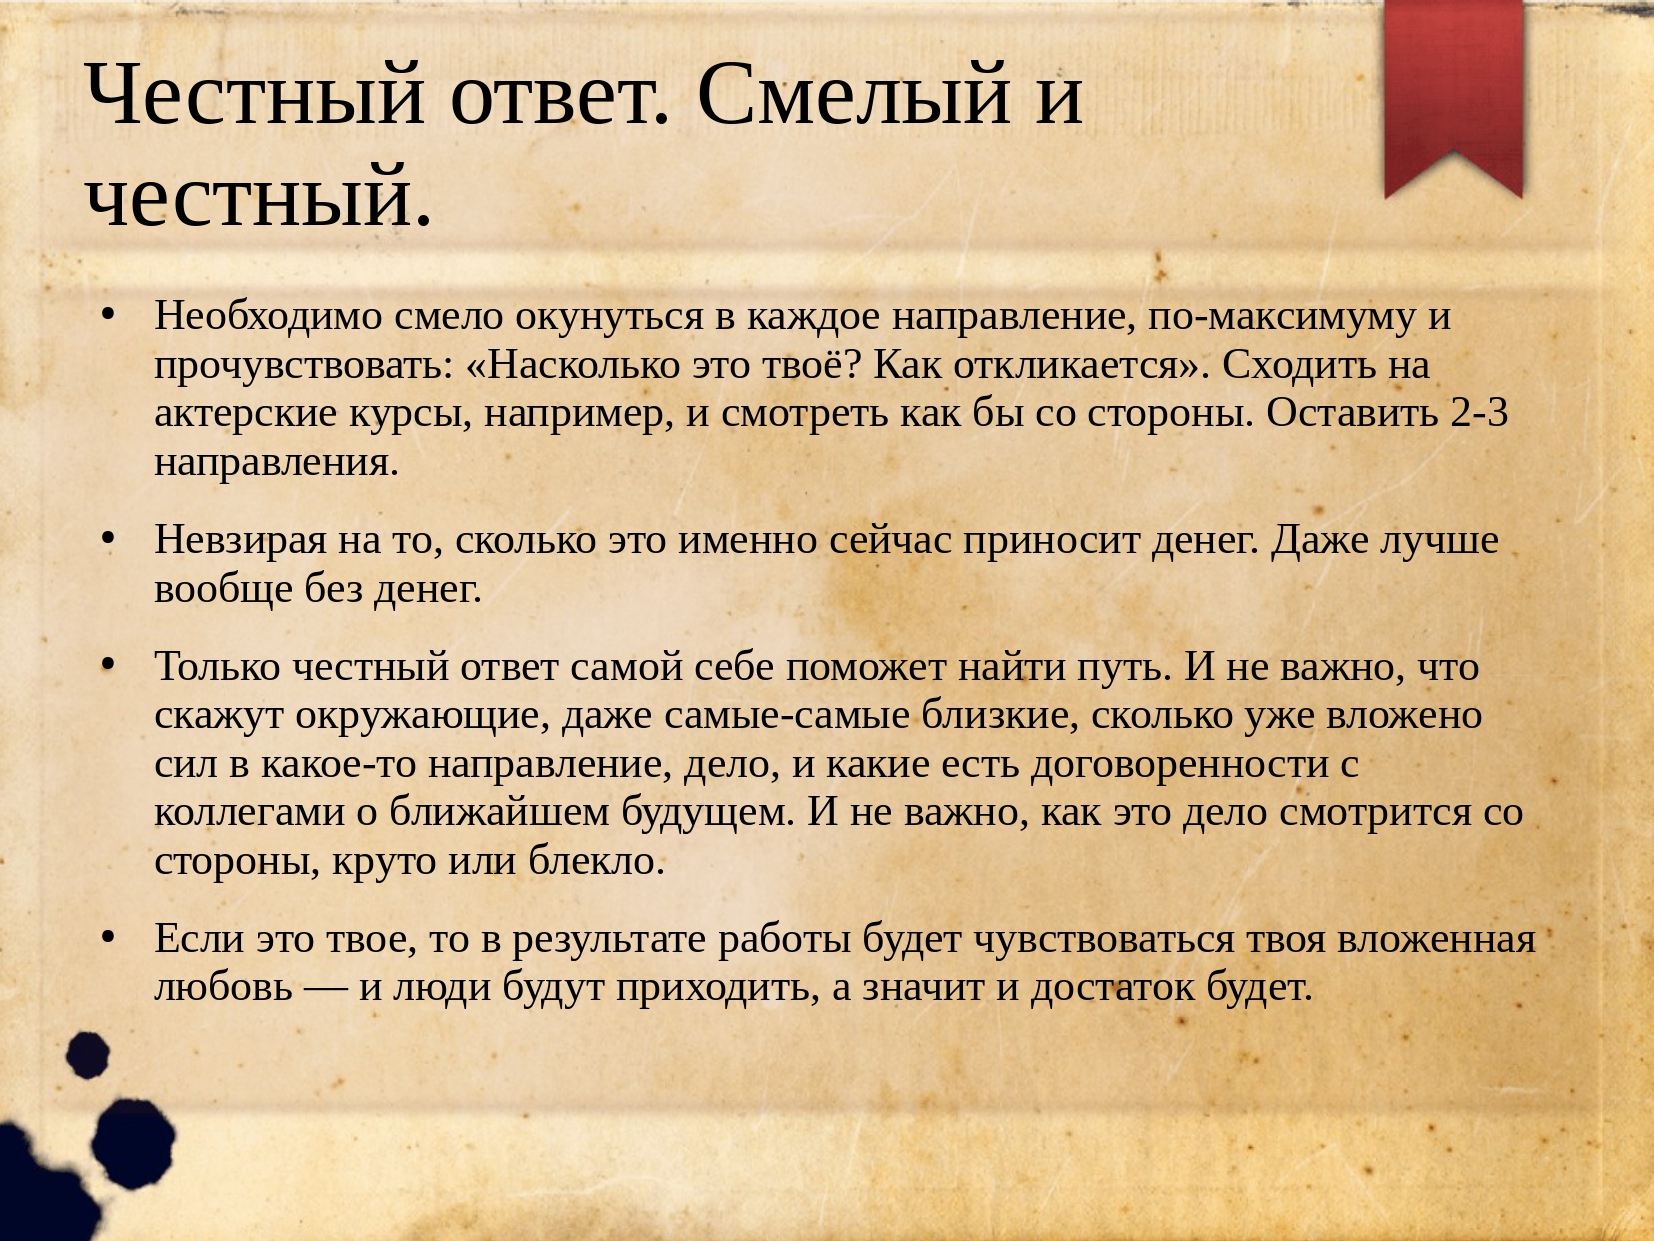 Честный ответ. Смелый и
честный.
• Необходимо смело окунуться в каждое направление, по-максимуму и
прочувствовать: «Насколько это твоё? Как откликается». Сходить на
актерские курсы, например, и смотреть как бы со стороны. Оставить 2-3
направления.
• Невзирая на то, сколько это именно сейчас приносит денег. Даже лучше
вообще без денег.
• Только честный ответ самой себе поможет найти путь. И не важно, что
скажут окружающие, даже самые-самые близкие, сколько уже вложено
сил в какое-то направление, дело, и какие есть договоренности с
коллегами о ближайшем будущем. И не важно, как это дело смотрится со
стороны, круто или блекло.
• Если это твое, то в результате работы будет чувствоваться твоя вложенная
любовь — и люди будут приходить, а значит и достаток будет.